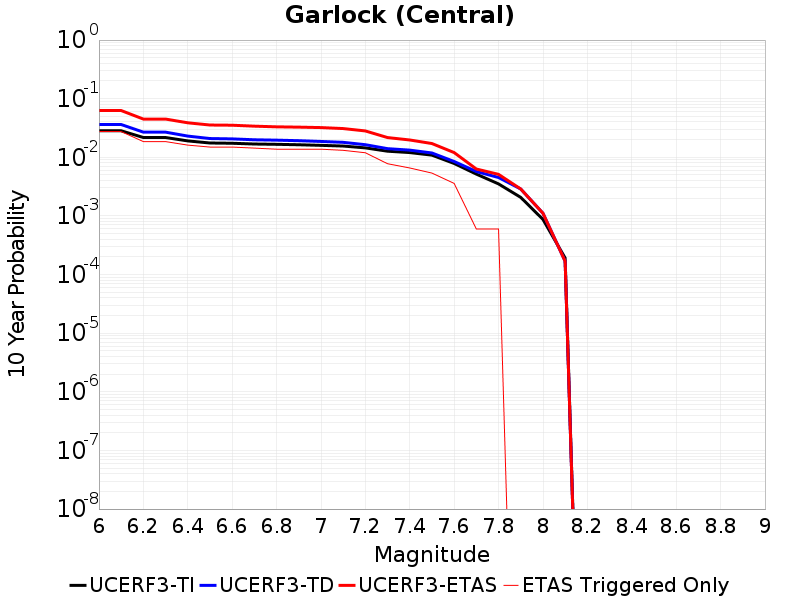 Garlock (Central)
10 Year Probability
10^0
10^-1
10^-2
10^-3
10^-4
10^-5
10^-6
10^-7
10^-8
6 6.2 6.4 6.6 6.8 7 7.2 7.4 7.6 7.8 8 8.2 8.4 8.6 8.8 9
Magnitude
UCERF3-TI UCERF3-TD UCERF3-ETAS ETAS Triggered Only